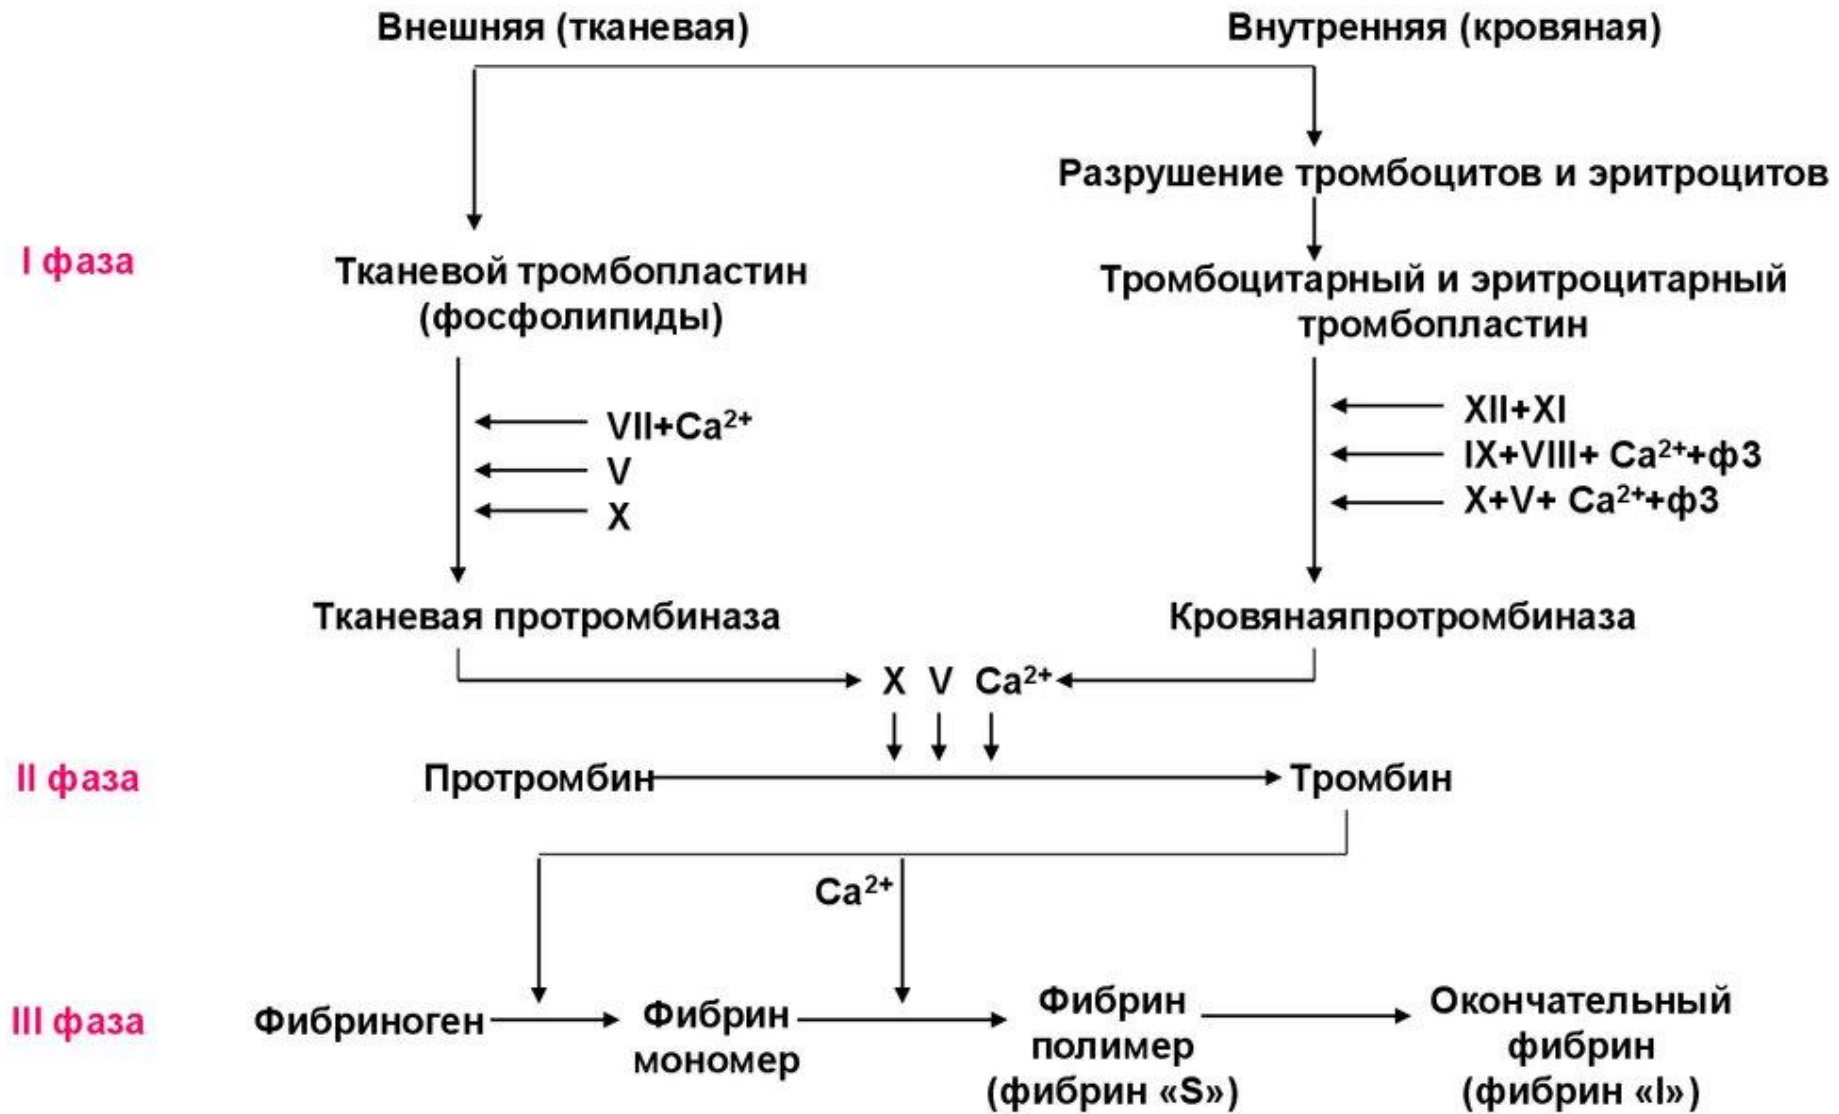 Внешняя (тканевая)
Внутренняя (кровяная)
Разрушение тромбоцитов и эритроцитов
I фаза
Тканевой тромбопластин
(фосфолипиды)
Тромбоцитарный и эритроцитарный
тромбопластин
VII+Ca²⁺
V
X
XII+XI
IX+VIII+ Ca²⁺+ф3
X+V+ Ca²⁺+ф3
Тканевая протромбиназа
Кровянаяпротромбиназа
X V Ca²⁺
II фаза
Протромбин
Тромбин
Ca²⁺
III фаза
Фибриноген
Фибрин
мономер
Фибрин
полимер
(фибрин «S»)
Окончательный
фибрин
(фибрин «I»)